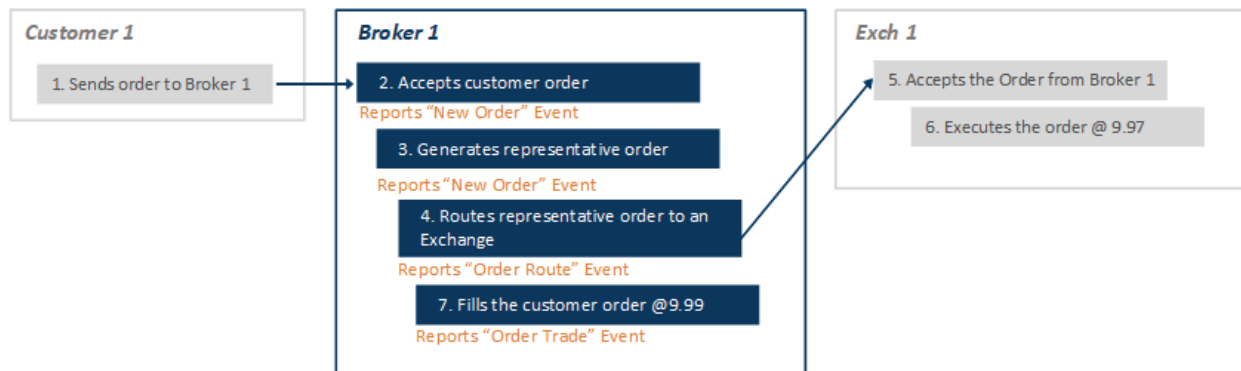 Customer 1
1. Sends order to Broker 1
Broker 1
2. Accepts customer order
Reports “New Order” Event
3. Generates representative order
Reports “New Order” Event
4. Routes representative order to an
Exchange
Reports “Order Route” Event
7. Fills the customer order @9.99
Reports “Order Trade” Event
Exch 1
5. Accepts the Order from Broker 1
6. Executes the order @ 9.97